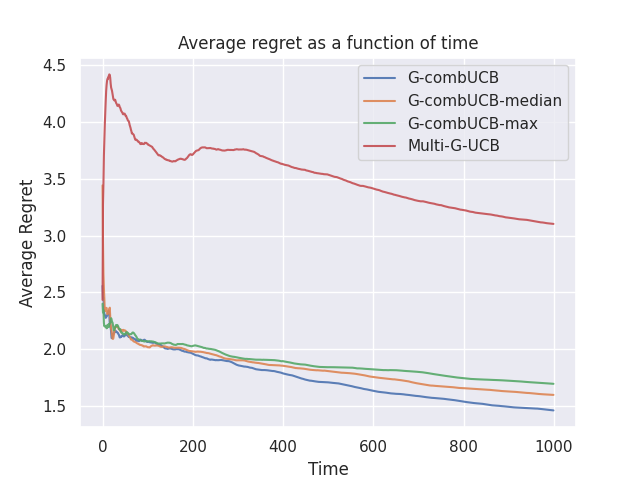 Average regret as a function of time
G-combUCB
G-combUCB-median
G-combUCB-max
Multi-G-UCB
Average Regret
4.5
4.0
3.5
3.0
2.5
2.0
1.5
0 200 400 600 800 1000
Time